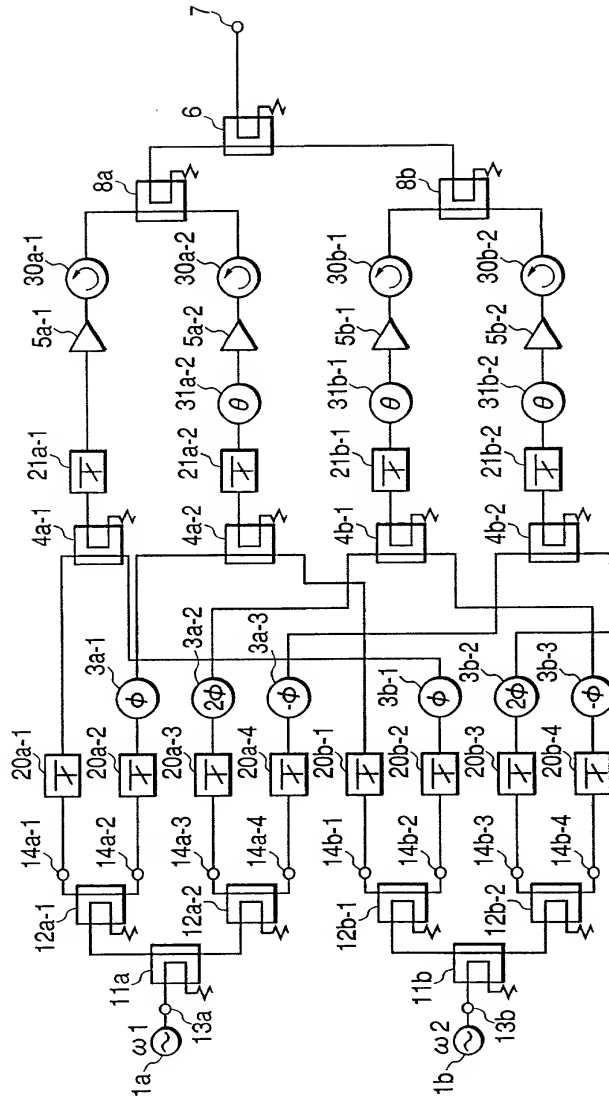 7
6
8a
8b
30a-1
30a-2
30b-1
30b-2
5a-1
5a-2
5b-1
5b-2
31a-2
31b-1
31b-2
θ
θ
θ
21a-1
21a-2
21b-1
21b-2
4a-1
4a-2
4b-1
4b-2
3a-1
3a-2
3a-3
3b-1
3b-2
3b-3
ϕ
2ϕ
-ϕ
ϕ
2ϕ
-ϕ
20a-1
20a-2
20a-3
20a-4
20b-1
20b-2
20b-3
20b-4
14a-1
14a-2
14a-3
14a-4
14b-1
14b-2
14b-3
14b-4
12a-1
12a-2
12b-1
12b-2
11a
11b
13a
13b
ω1
ω2
1a
1b